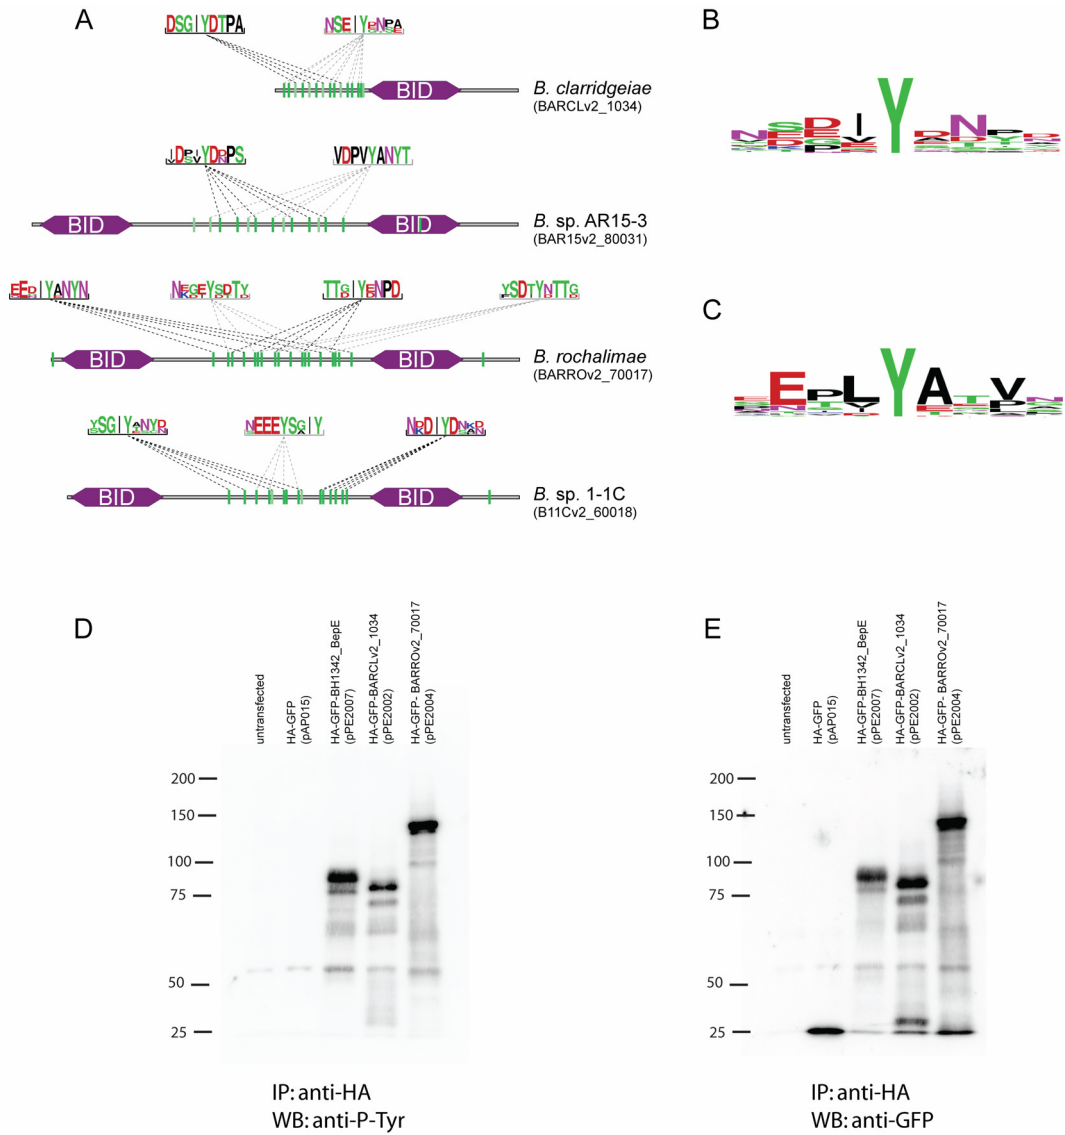 A
DSGIYDTPA
NSEIY NPA
BID
B. clarridgeiae
(BARCLv2_1034)
VDPVYANYT
BID
BID
B. sp. AR15-3
(BAR15v2_80031)
BID
BID
B. rochalimae
(BARROv2_70017)
NEEEYSGIY
BID
BID
B. sp. 1-1C
(B11Cv2_60018)
B
C
D
untransfected
HA-GFP
(pAP015)
HA-GFP-BH1342_BepE
(pPE2007)
HA-GFP-BARCLv2_1034
(pPE2002)
HA-GFP- BARROv2_70017
(pPE2004)
200
150
100
75
50
25
IP: anti-HA
WB: anti-P-Tyr
E
untransfected
HA-GFP
(pAP015)
HA-GFP-BH1342_BepE
(pPE2007)
HA-GFP-BARCLv2_1034
(pPE2002)
HA-GFP- BARROv2_70017
(pPE2004)
200
150
100
75
50
25
IP: anti-HA
WB: anti-GFP